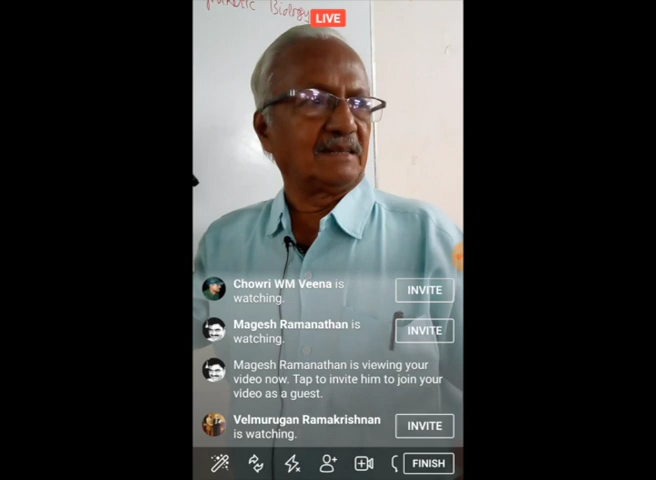 Biology
LIVE
Chowri WM Veena is
watching.
INVITE
Magesh Ramanathan is
watching.
INVITE
Magesh Ramanathan is viewing your
video now. Tap to invite him to join your
video as a guest.
Velmurugan Ramakrishnan
is watching.
INVITE
FINISH